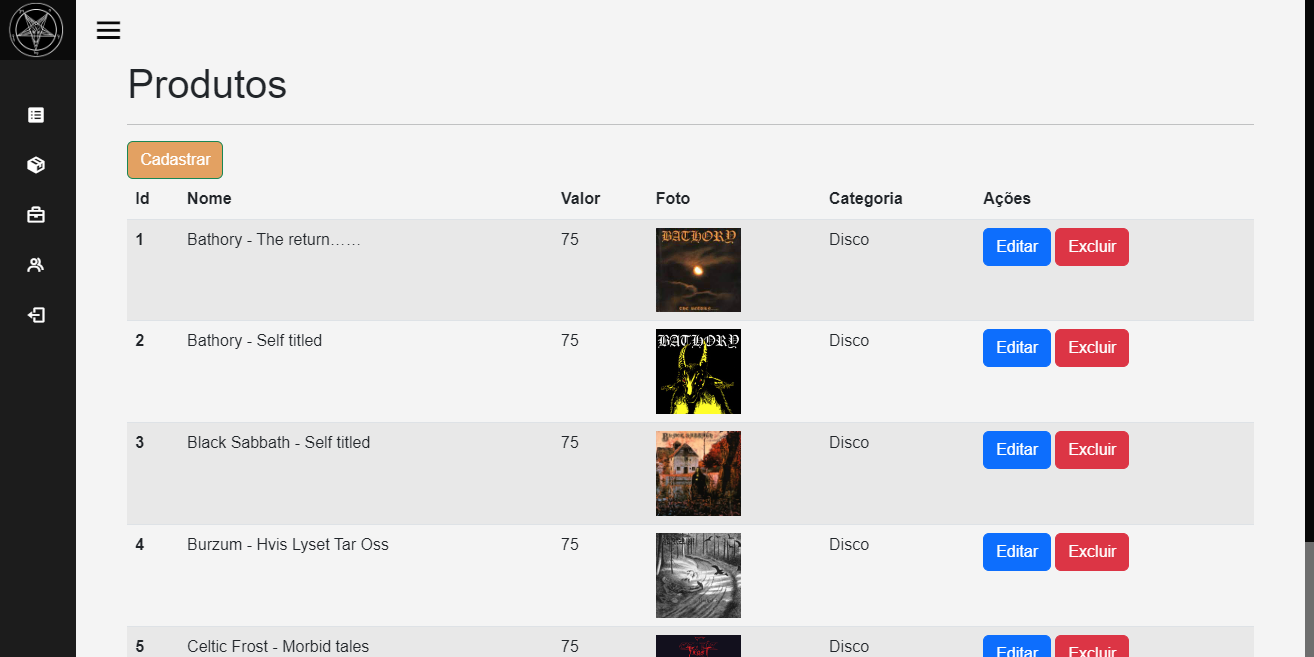 Produtos
Cadastrar
Id Nome Valor Foto Categoria Ações
1 Bathory - The return...... 75 BATHORY Disco Editar Excluir
2 Bathory - Self titled 75 BATHORY Disco Editar Excluir
3 Black Sabbath - Self titled 75 Disco Editar Excluir
4 Burzum - Hvis Lyset Tar Oss 75 Disco Editar Excluir
5 Celtic Frost - Morbid tales 75 Disco Editar Excluir